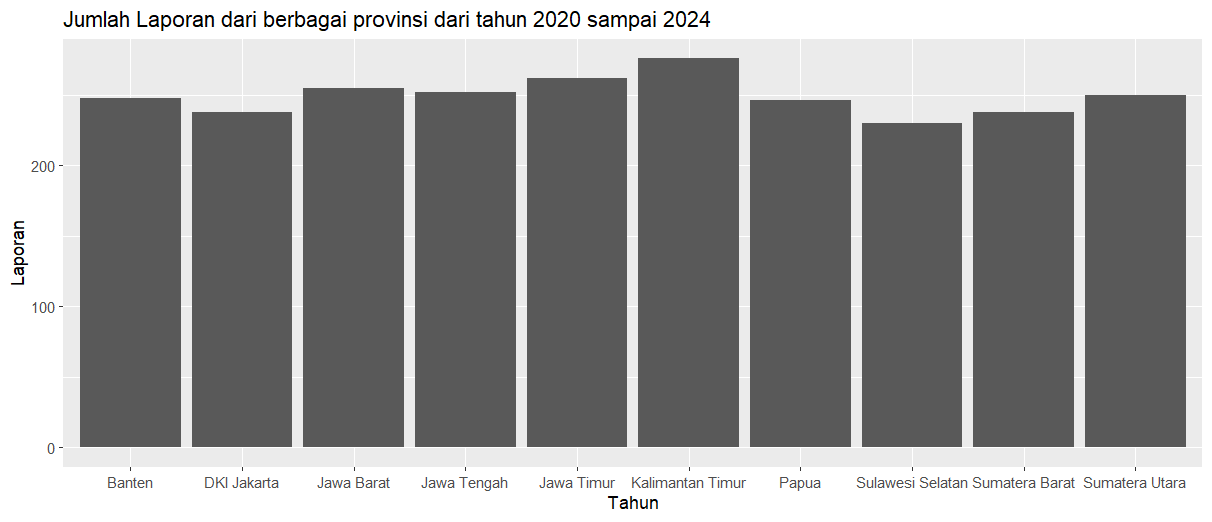 Jumlah Laporan dari berbagai provinsi dari tahun 2020 sampai 2024
Laporan
200
100
0
Banten DKI Jakarta Jawa Barat Jawa Tengah Jawa Timur Kalimantan Timur Papua Sulawesi Selatan Sumatera Barat Sumatera Utara
Tahun